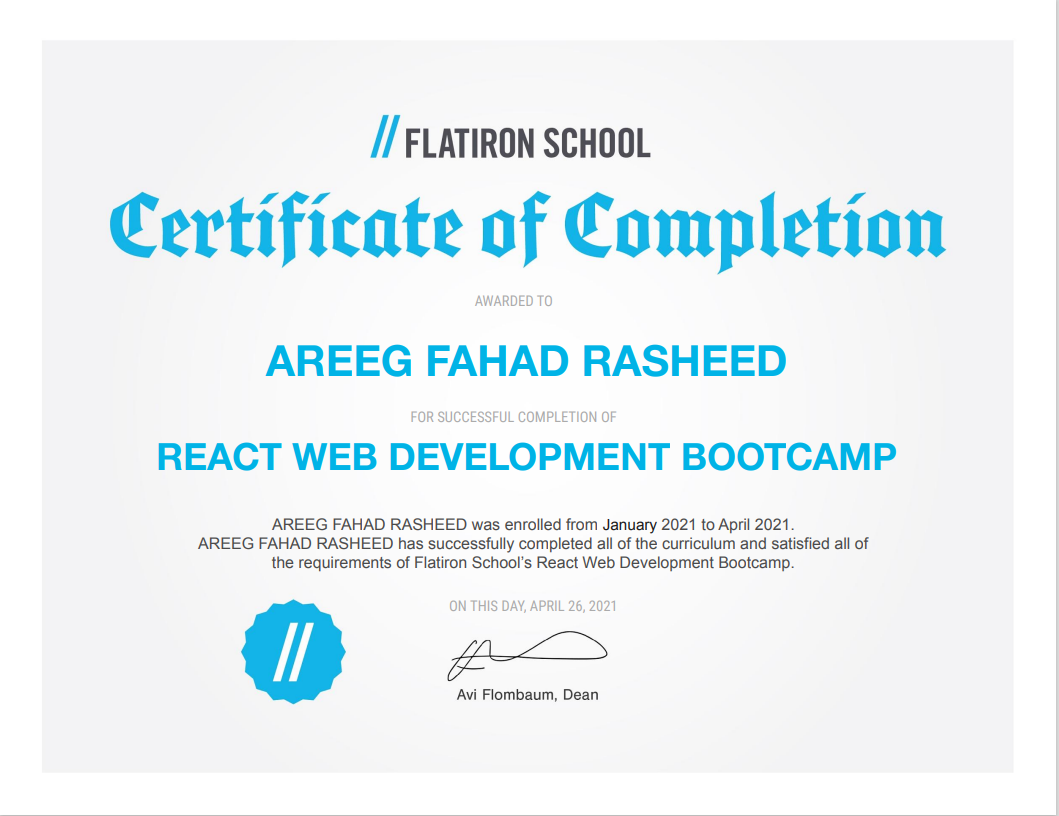 // FLATIRON SCHOOL
Certificate of Completion
AWARDED TO
AREEG FAHAD RASHEED
FOR SUCCESSFUL COMPLETION OF
REACT WEB DEVELOPMENT BOOTCAMP
AREEG FAHAD RASHEED was enrolled from January 2021 to April 2021.
AREEG FAHAD RASHEED has successfully completed all of the curriculum and satisfied all of
the requirements of Flatiron School’s React Web Development Bootcamp.
ON THIS DAY, APRIL 26, 2021
//
Avi Flombaum, Dean